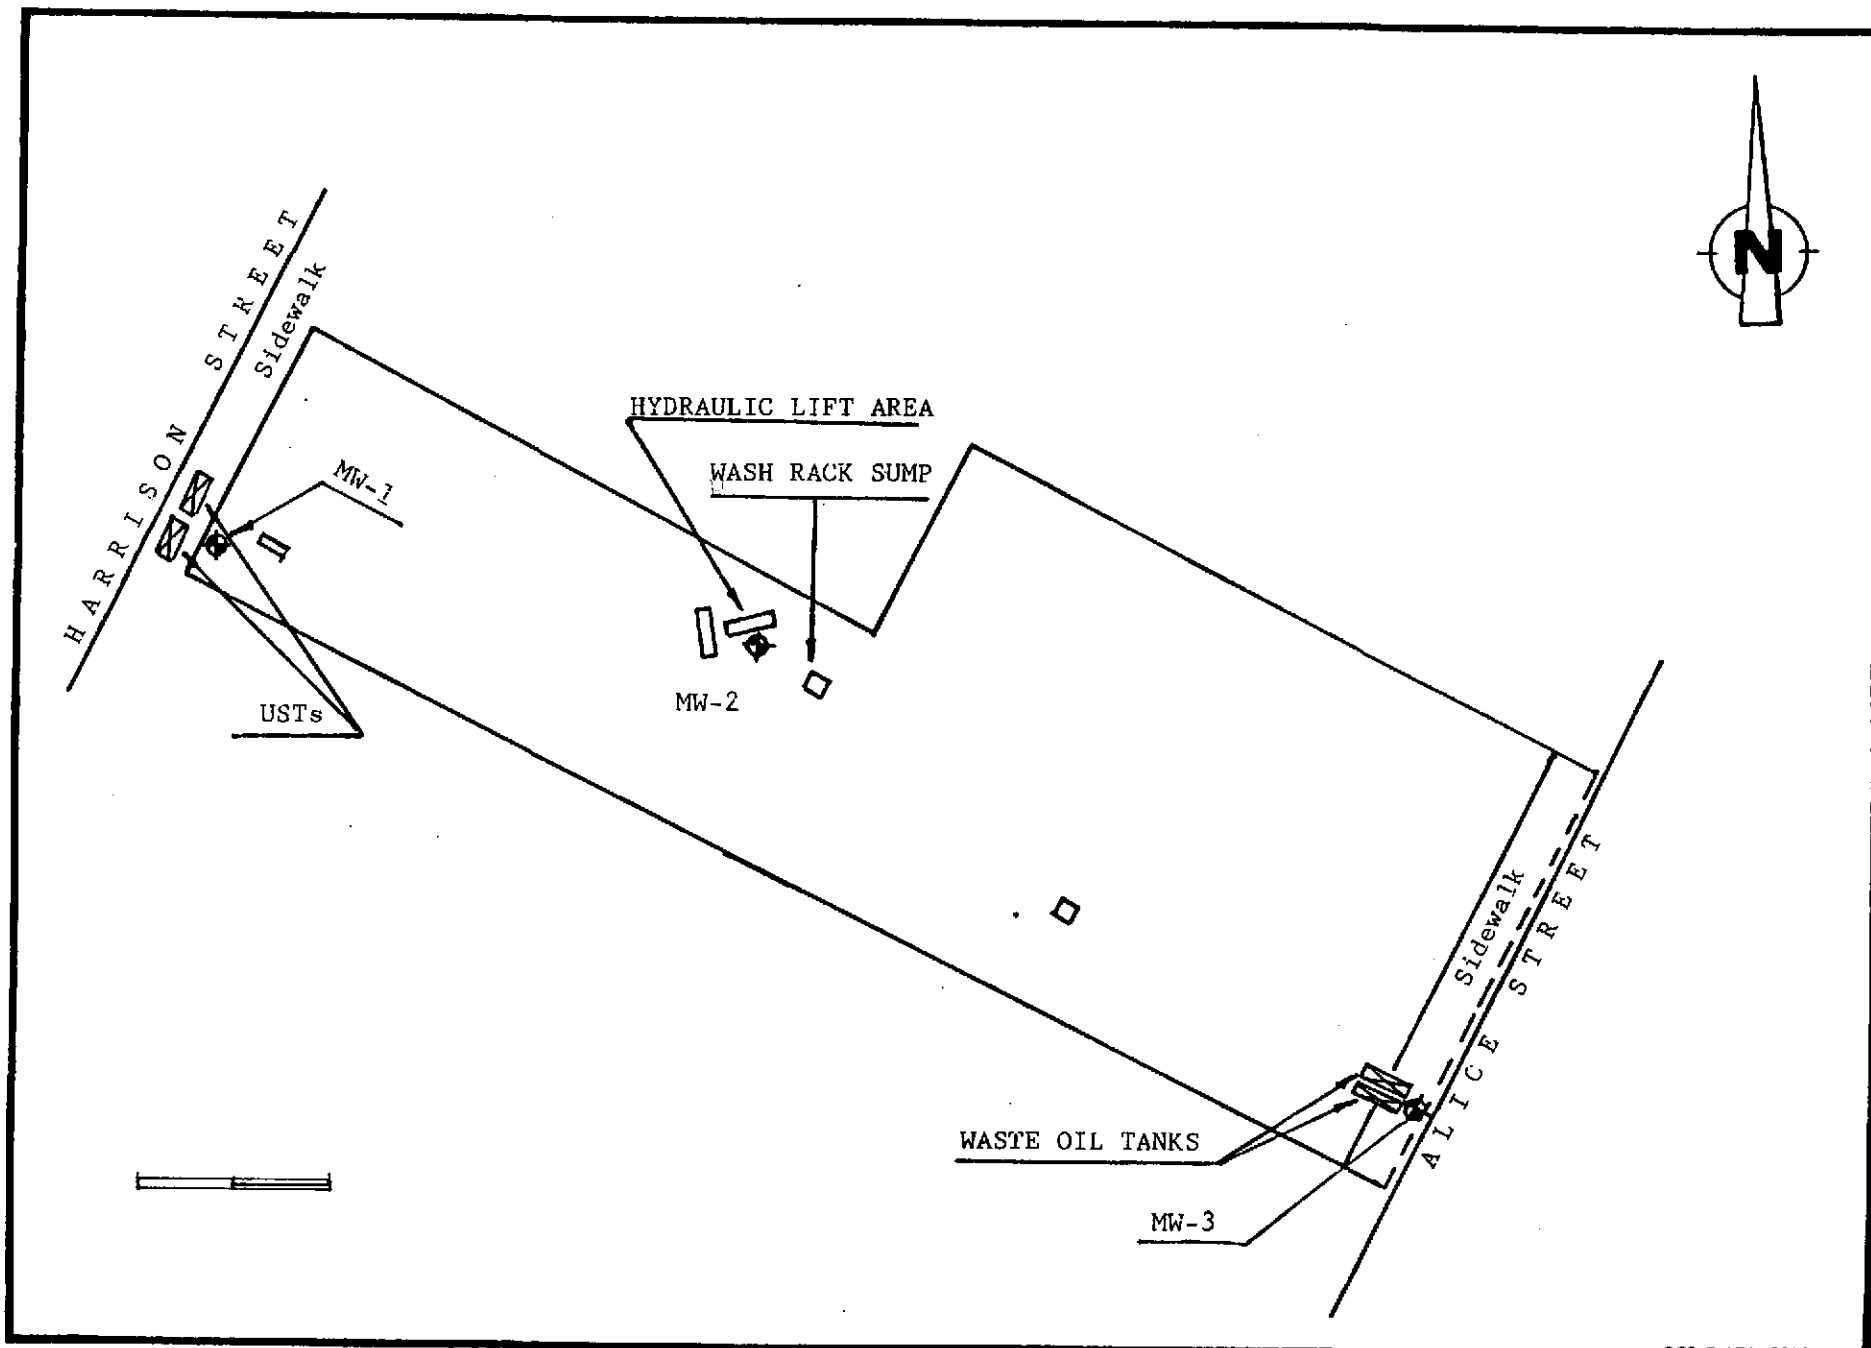 HARRISON STREET
Sidewalk
N
HYDRAULIC LIFT AREA
WASH RACK SUMP
MW-1
MW-2
USTs
Sidewalk
ALICE STREET
WASTE OIL TANKS
MW-3